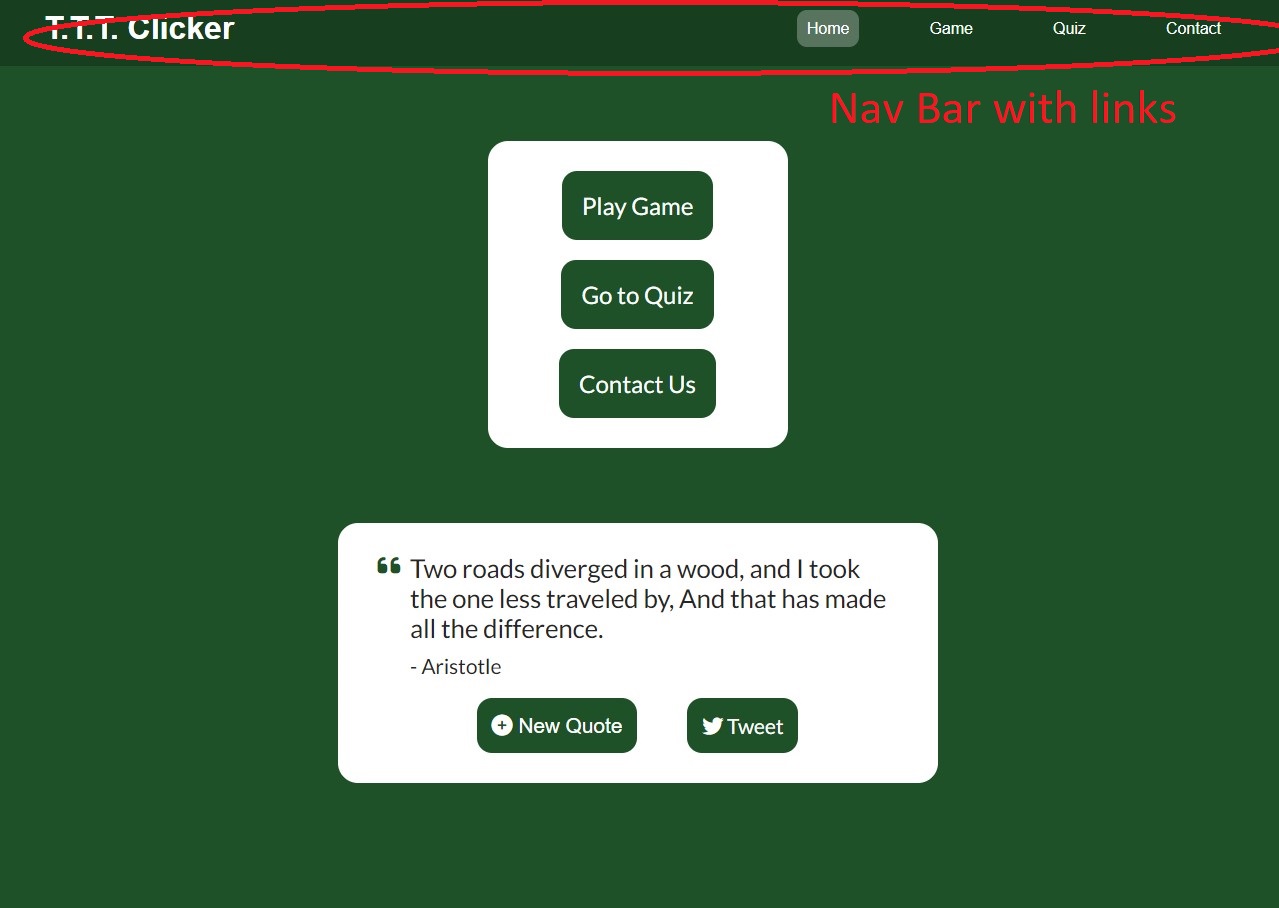 T.T.T. Clicker
Home Game Quiz Contact
Nav Bar with links
Play Game
Go to Quiz
Contact Us
Two roads diverged in a wood, and I took
the one less traveled by, And that has made
all the difference.
- Aristotle
New Quote Tweet